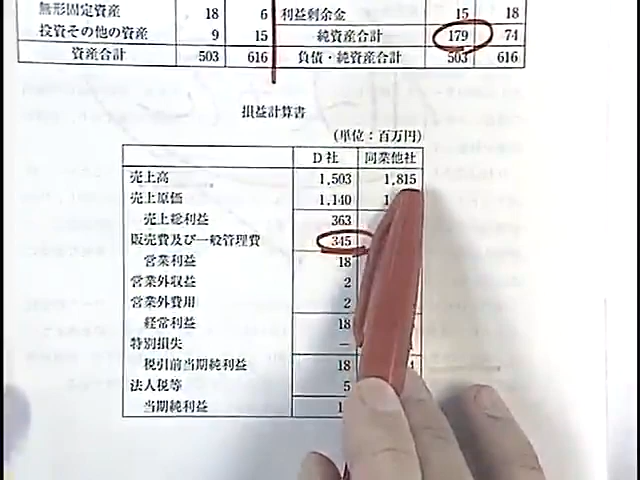 無形固定資産 18 6 利益剰余金 15 18
投資その他の資産 9 15 純資産合計 179 74
資産合計 503 616 負債・純資産合計 503 616
損益計算書
(単位：百万円)
D社 同業他社
売上高 1,503 1,815
売上原価 1,140
売上総利益 363
販売費及び一般管理費 345
営業利益 18
営業外収益 2
営業外費用 2
経常利益 18
特別損失 －
税引前当期純利益 18
法人税等 5
当期純利益